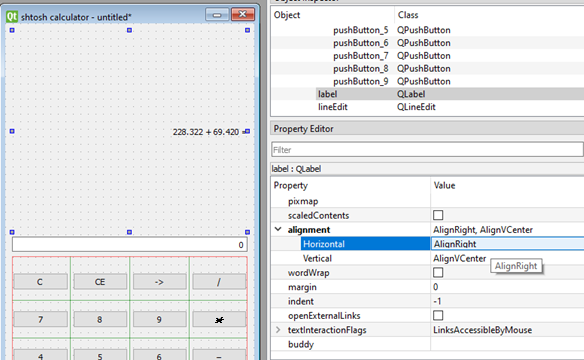 Object Inspector
shtosh calculator - untitled*
Object Class
pushButton_5 QPushButton
pushButton_6 QPushButton
pushButton_7 QPushButton
pushButton_8 QPushButton
pushButton_9 QPushButton
label QLabel
lineEdit QLineEdit
228.322 + 69.420 =
0
C CE -> /
7 8 9 *
4 5 6 −
Property Editor
Filter
label : QLabel
Property Value
pixmap
scaledContents
alignment AlignRight, AlignVCenter
Horizontal AlignRight
Vertical AlignVCenter
AlignRight
wordWrap
margin 0
indent -1
openExternalLinks
textInteractionFlags LinksAccessibleByMouse
buddy